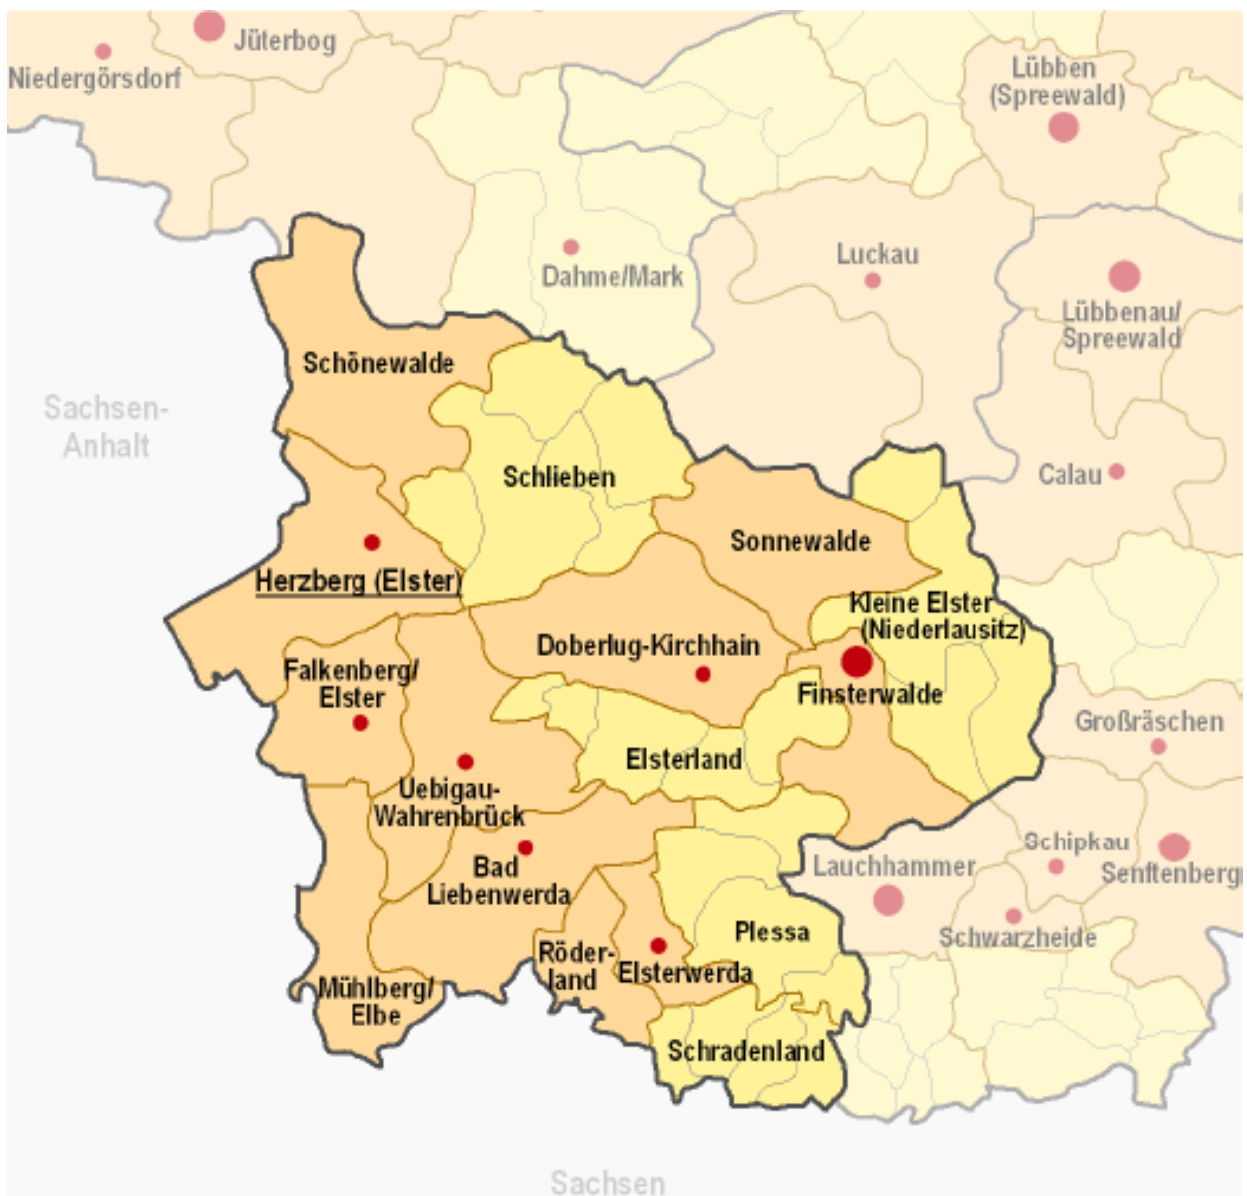 Jüterbog
Niedergörsdorf
Lübben
(Spreewald)
Dahme/Mark
Luckau
Lübbenau/
Spreewald
Schönewalde
Sachsen-
Anhalt
Schlieben
Calau
Sonnewalde
Herzberg (Elster)
Kleine Elster
(Niederlausitz)
Doberlug-Kirchhain
Falkenberg/
Elster
Finsterwalde
Großräschen
Elsterland
Uebigau-
Wahrenbrück
Schipkau
Bad
Liebenwerda
Lauchhammer
Senftenberg
Plessa
Schwarzheide
Röder-
land
Elsterwerda
Mühlberg/
Elbe
Schradenland
Sachsen